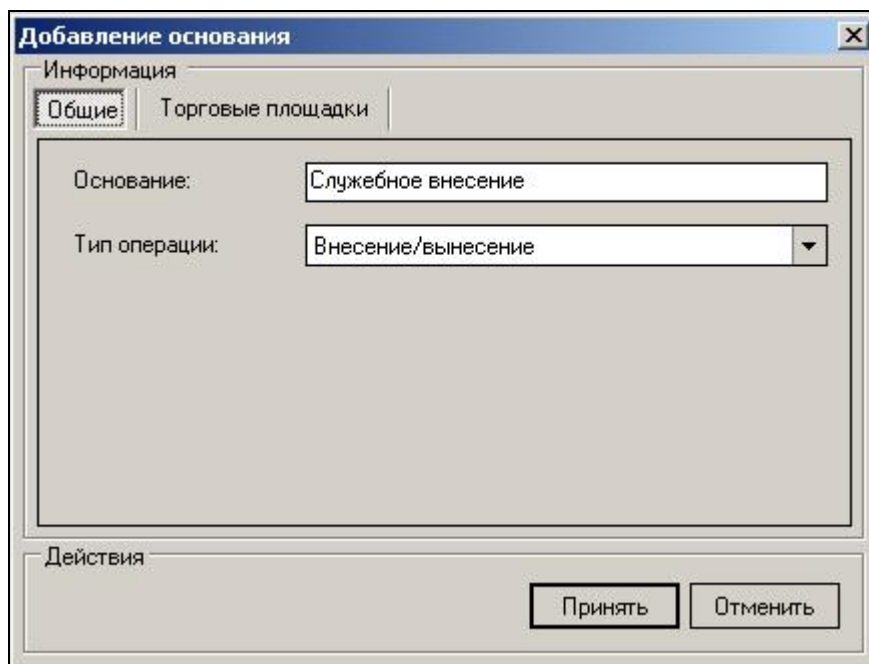 Добавление основания
Информация
Общие Торговые площадки
Основание: Служебное внесение
Тип операции: Внесение/вынесение
Действия
Принять Отменить